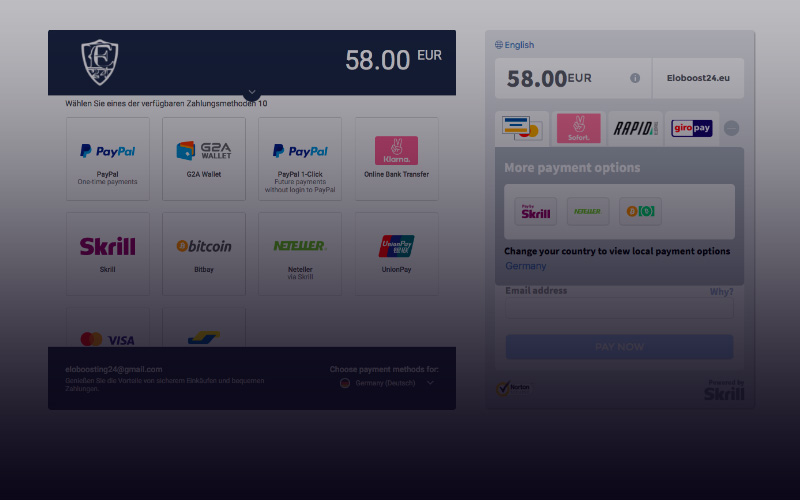 E
58.00 EUR
Wählen Sie eines der verfügbaren Zahlungsmethoden 10
PayPal
PayPal
One-time payments
G2A WALLET
G2A Wallet
PayPal
PayPal 1-Click
Future payments
without login to PayPal
Klarna.
Online Bank Transfer
Skrill
Skrill
bitcoin
Bitbay
NETELLER
Neteller
via Skrill
UnionPay
UnionPay
VISA
eloboosting24@gmail.com
Genießen Sie die Vorteile von sicherem Einkaufen und bequemen
Zahlungen.
Choose payment methods for:
Germany (Deutsch)
English
58.00EUR
Eloboost24.eu
Sofort.
RAPID
giropay
More payment options
Skrill
NETELLER
Change your country to view local payment options
Germany
Email address
Why?
PAY NOW
Norton
Powered by
Skrill